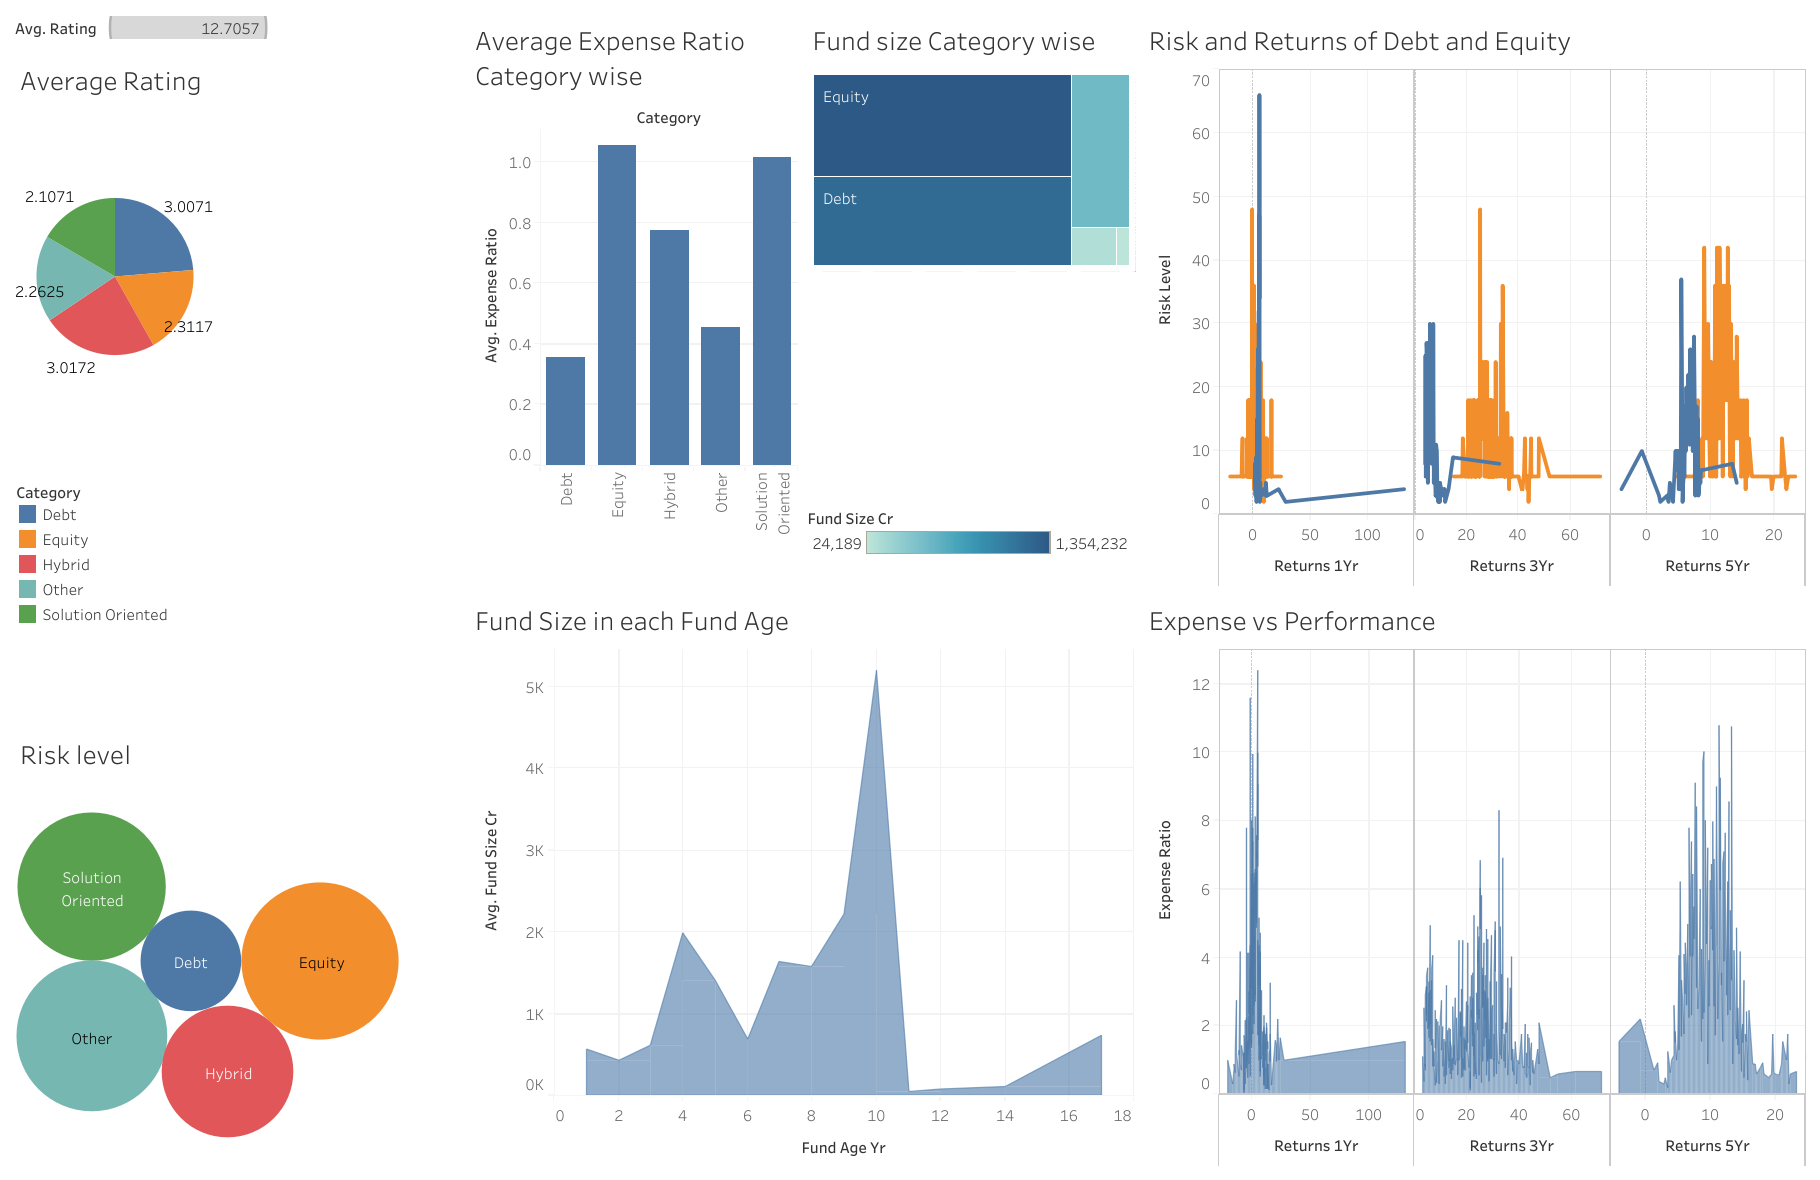 Avg. Rating 12.7057
Average Rating
2.1071
3.0071
2.2625
2.3117
3.0172
Category
Debt
Equity
Hybrid
Other
Solution Oriented
Risk level
Solution
Oriented
Debt
Equity
Other
Hybrid
Average Expense Ratio
Category wise
Category
Avg. Expense Ratio
1.0
0.8
0.6
0.4
0.2
0.0
Debt
Equity
Hybrid
Other
Solution
Oriented
Fund size Category wise
Equity
Debt
Fund Size Cr
24,189 1,354,232
Risk and Returns of Debt and Equity
Risk Level
70
60
50
40
30
20
10
0
0 50 100 0 20 40 60 0 10 20
Returns 1Yr Returns 3Yr Returns 5Yr
Fund Size in each Fund Age
Avg. Fund Size Cr
5K
4K
3K
2K
1K
0K
0 2 4 6 8 10 12 14 16 18
Fund Age Yr
Expense vs Performance
Expense Ratio
12
10
8
6
4
2
0
0 50 100 0 20 40 60 0 10 20
Returns 1Yr Returns 3Yr Returns 5Yr